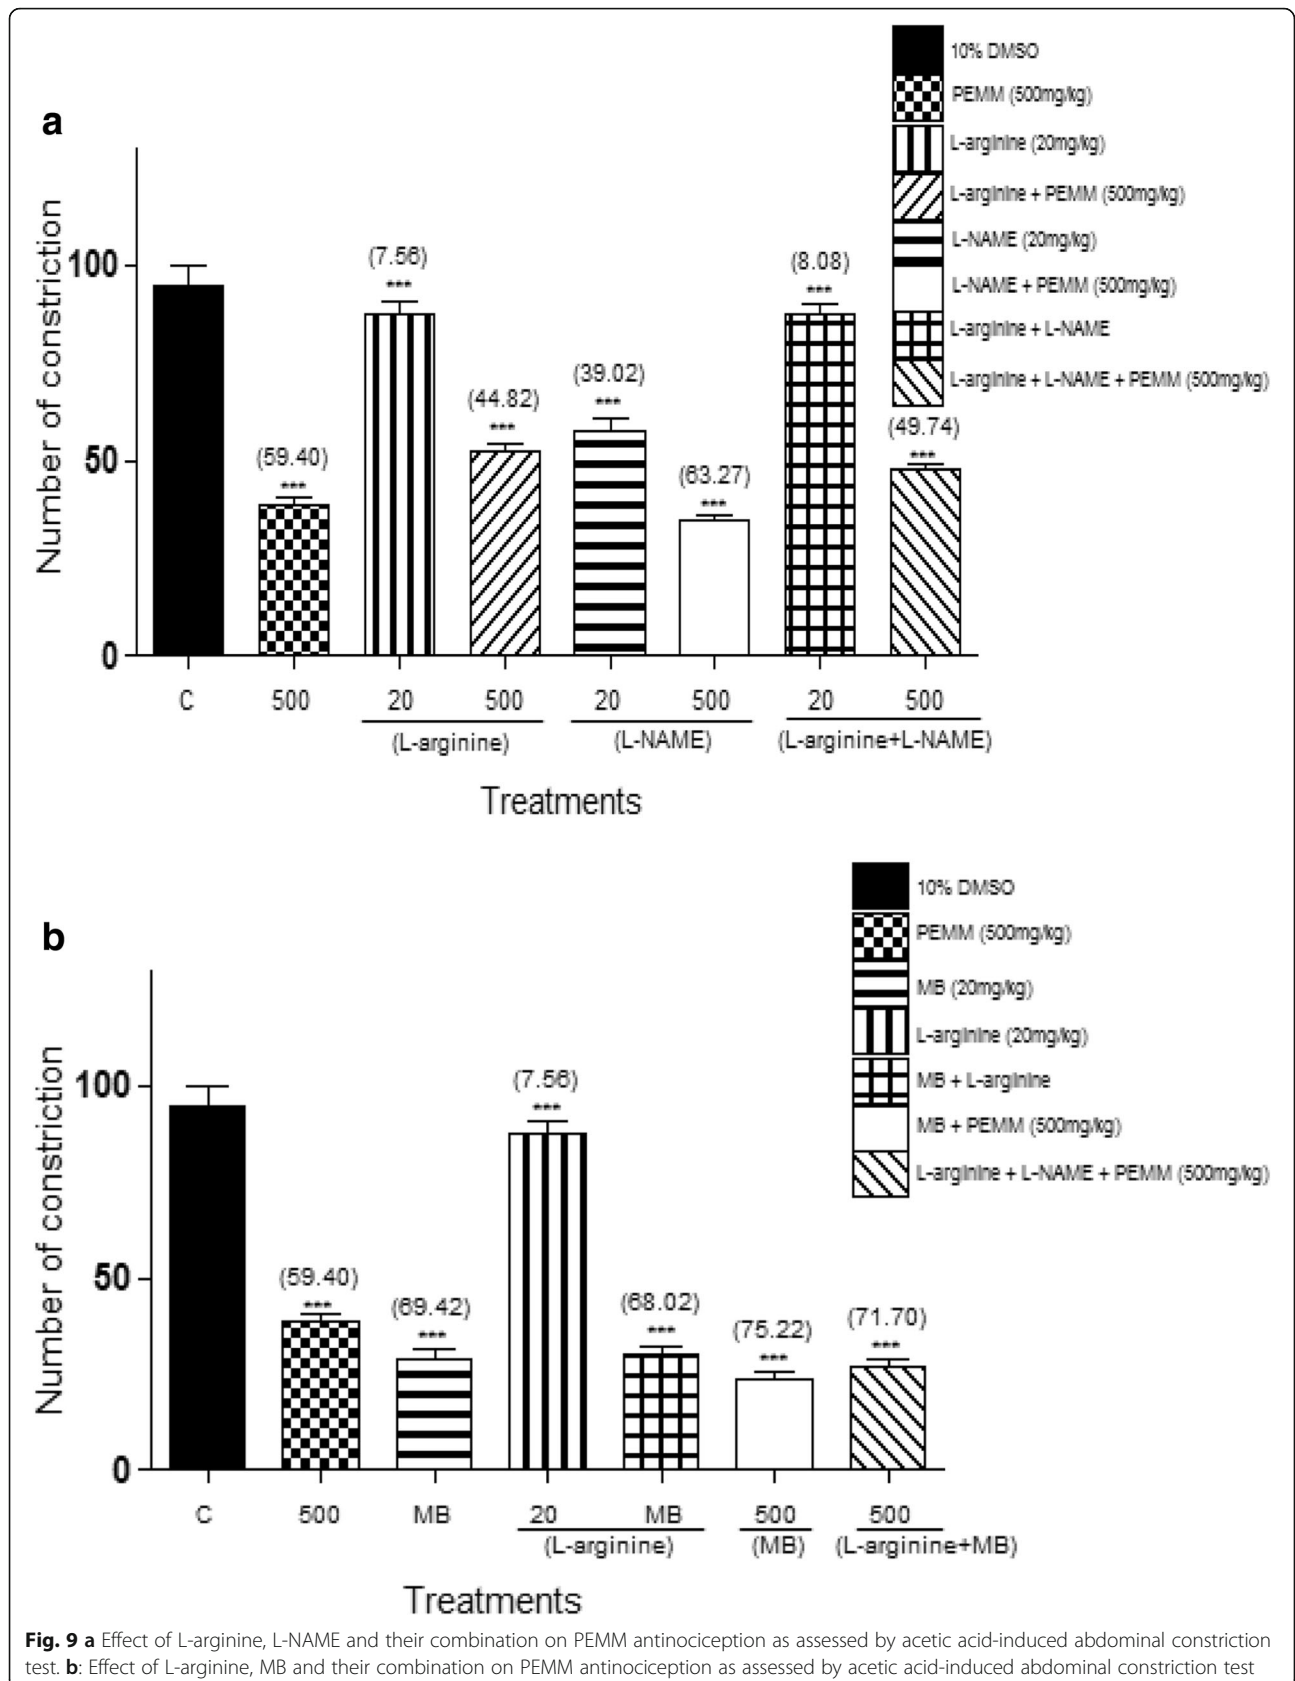 a
10% DMSO
PEMM (500mg/kg)
L-arginine (20mg/kg)
L-arginine + PEMM (500mg/kg)
L-NAME (20mg/kg)
L-NAME + PEMM (500mg/kg)
L-arginine + L-NAME
L-arginine + L-NAME + PEMM (500mg/kg)
Number of constriction
100
50
0
(59.40)
***
(7.56)
***
(44.82)
***
(39.02)
***
(63.27)
***
(8.08)
***
(49.74)
***
C 500 20 500 20 500 20 500
(L-arginine) (L-NAME) (L-arginine+L-NAME)
Treatments
b
10% DMSO
PEMM (500mg/kg)
MB (20mg/kg)
L-arginine (20mg/kg)
MB + L-arginine
MB + PEMM (500mg/kg)
L-arginine + L-NAME + PEMM (500mg/kg)
Number of constriction
100
50
0
(59.40)
***
(69.42)
***
(7.56)
***
(68.02)
***
(75.22)
***
(71.70)
***
C 500 MB 20 MB 500 500
(L-arginine) (MB) (L-arginine+MB)
Treatments
Fig. 9 a Effect of L-arginine, L-NAME and their combination on PEMM antinociception as assessed by acetic acid-induced abdominal constriction
test. b: Effect of L-arginine, MB and their combination on PEMM antinociception as assessed by acetic acid-induced abdominal constriction test